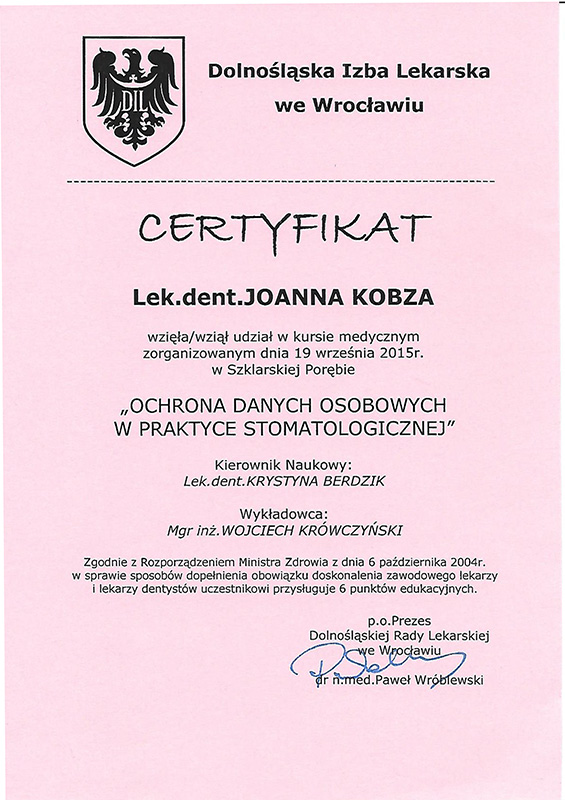 DIL
Dolnośląska Izba Lekarska
we Wrocławiu
CERTYFIKAT
Lek.dent.JOANNA KOBZA
wzięła/wziął udział w kursie medycznym
zorganizowanym dnia 19 września 2015r.
w Szklarskiej Porębie
„OCHRONA DANYCH OSOBOWYCH
W PRAKTYCE STOMATOLOGICZNEJ”
Kierownik Naukowy:
Lek.dent.KRYSTYNA BERDZIK
Wykładowca:
Mgr inż.WOJCIECH KRÓWCZYŃSKI
Zgodnie z Rozporządzeniem Ministra Zdrowia z dnia 6 października 2004r.
w sprawie sposobów dopełnienia obowiązku doskonalenia zawodowego lekarzy
i lekarzy dentystów uczestnikowi przysługuje 6 punktów edukacyjnych.
p.o.Prezes
Dolnośląskiej Rady Lekarskiej
we Wrocławiu
dr n.med.Paweł Wróblewski